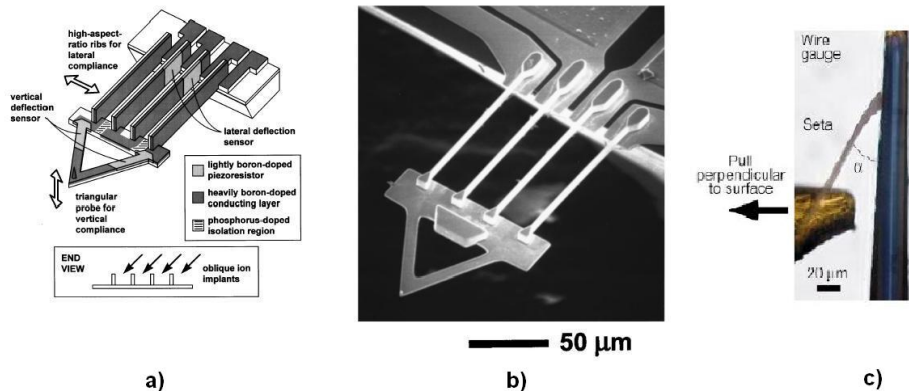 high-aspect-
ratio ribs for
lateral
compliance
vertical
deflection
sensor
lateral deflection
sensor
triangular
probe for
vertical
compliance
lightly boron-doped
piezoresistor
heavily boron-doped
conducting layer
phosphorus-doped
isolation region
END
VIEW
oblique ion
implants
a)
50 μm
b)
Wire
gauge
Seta
α
Pull
perpendicular
to surface
20 μm
c)